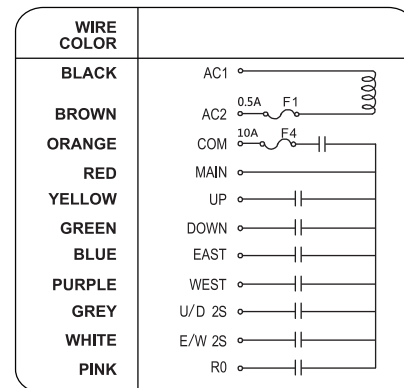 WIRE
COLOR
BLACK AC1
BROWN AC2 0.5A F1
ORANGE COM 10A F4
RED MAIN
YELLOW UP
GREEN DOWN
BLUE EAST
PURPLE WEST
GREY U/D 2S
WHITE E/W 2S
PINK R0